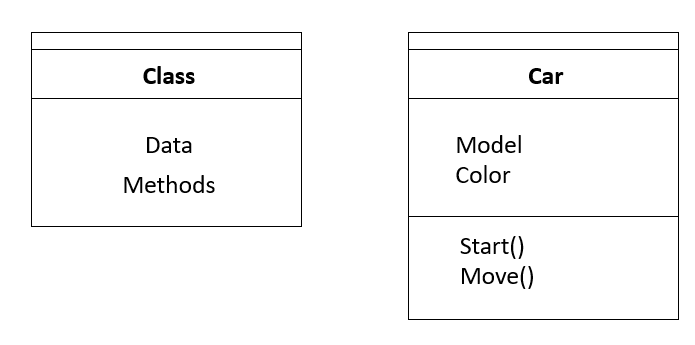 Class
Data
Methods
Car
Model
Color
Start()
Move()